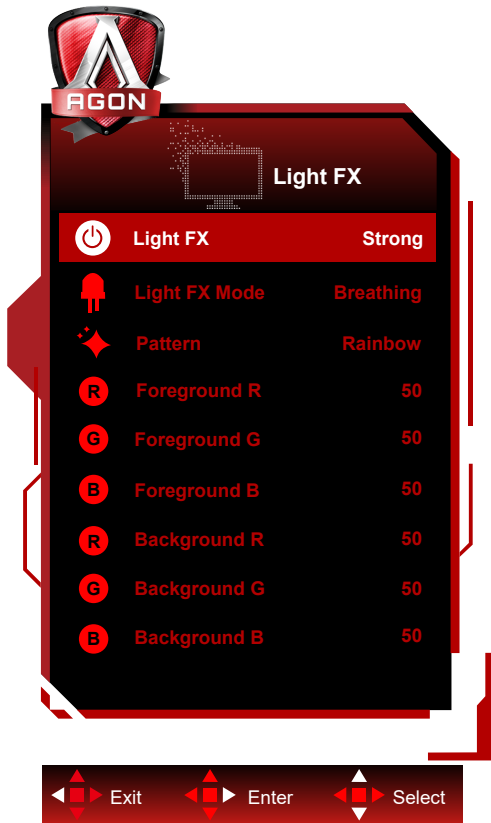 AGON
Light FX
Light FX Strong
Light FX Mode Breathing
Pattern Rainbow
R Foreground R 50
G Foreground G 50
B Foreground B 50
R Background R 50
G Background G 50
B Background B 50
Exit Enter Select